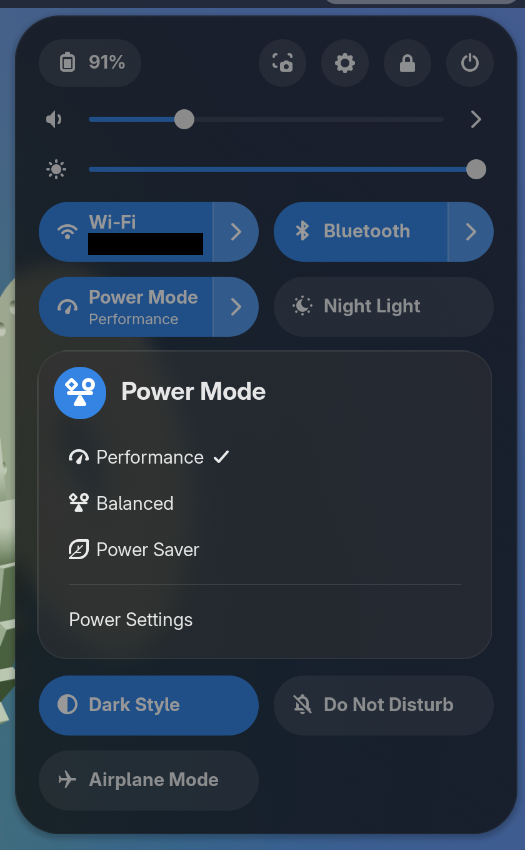 91%
Wi-Fi
Bluetooth
Power Mode
Performance
Night Light
Power Mode
Performance
Balanced
Power Saver
Power Settings
Dark Style
Do Not Disturb
Airplane Mode